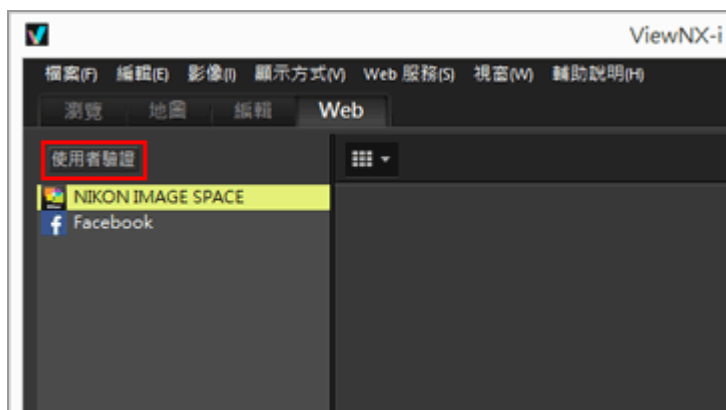 ViewNX-i
檔案(F) 編輯(E) 影像(I) 顯示方式(V) Web 服務(S) 視窗(W) 輔助說明(H)
瀏覽 地圖 編輯 Web
使用者驗證
NIKON IMAGE SPACE
Facebook